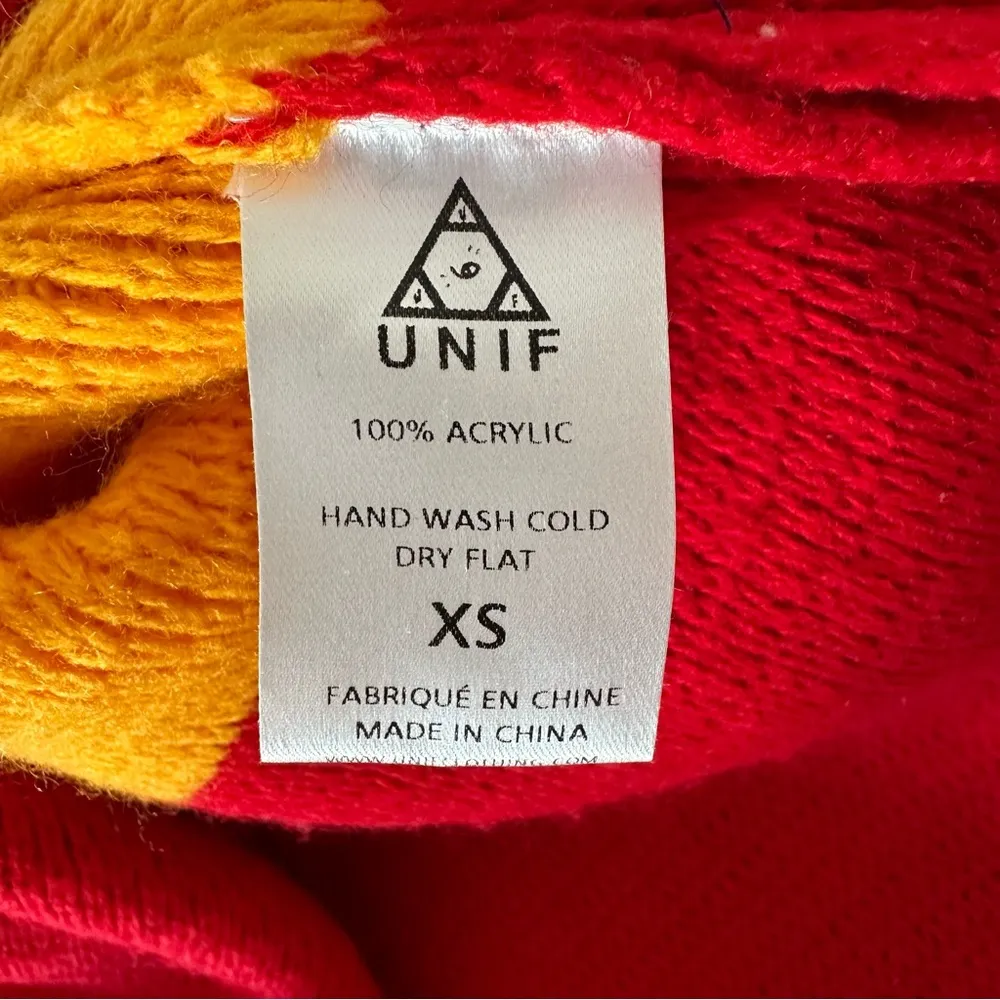 UNIF
100% ACRYLIC
HAND WASH COLD
DRY FLAT
XS
FABRIQUÉ EN CHINE
MADE IN CHINA